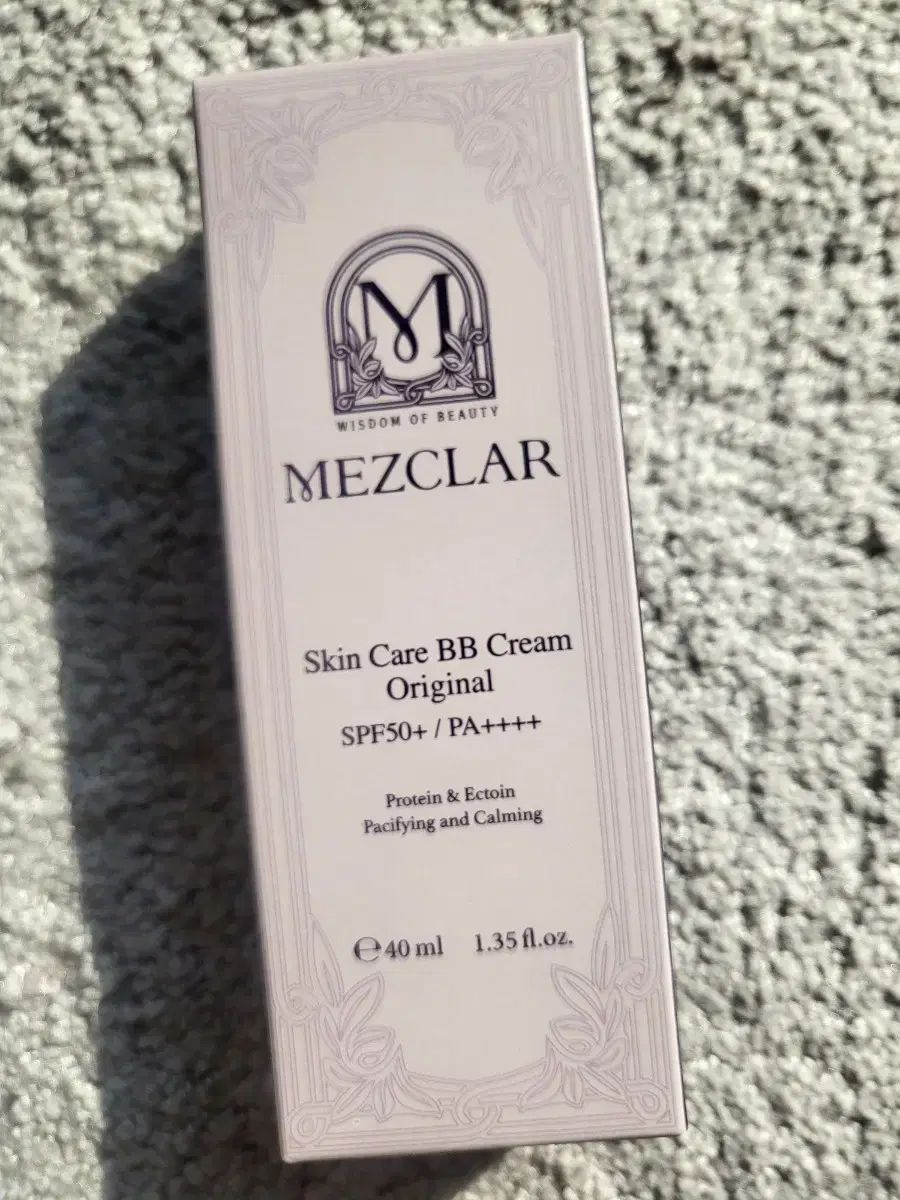 M
WISDOM OF BEAUTY
MEZCLAR
Skin Care BB Cream
Original
SPF50+ / PA++++
Protein & Ectoin
Pacifying and Calming
℮40 ml 1.35 fl.oz.